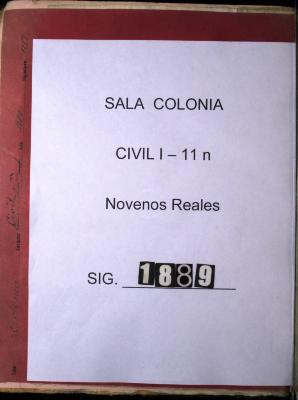 SALA COLONIA
CIVIL I – 11 n
Novenos Reales
SIG. 1889